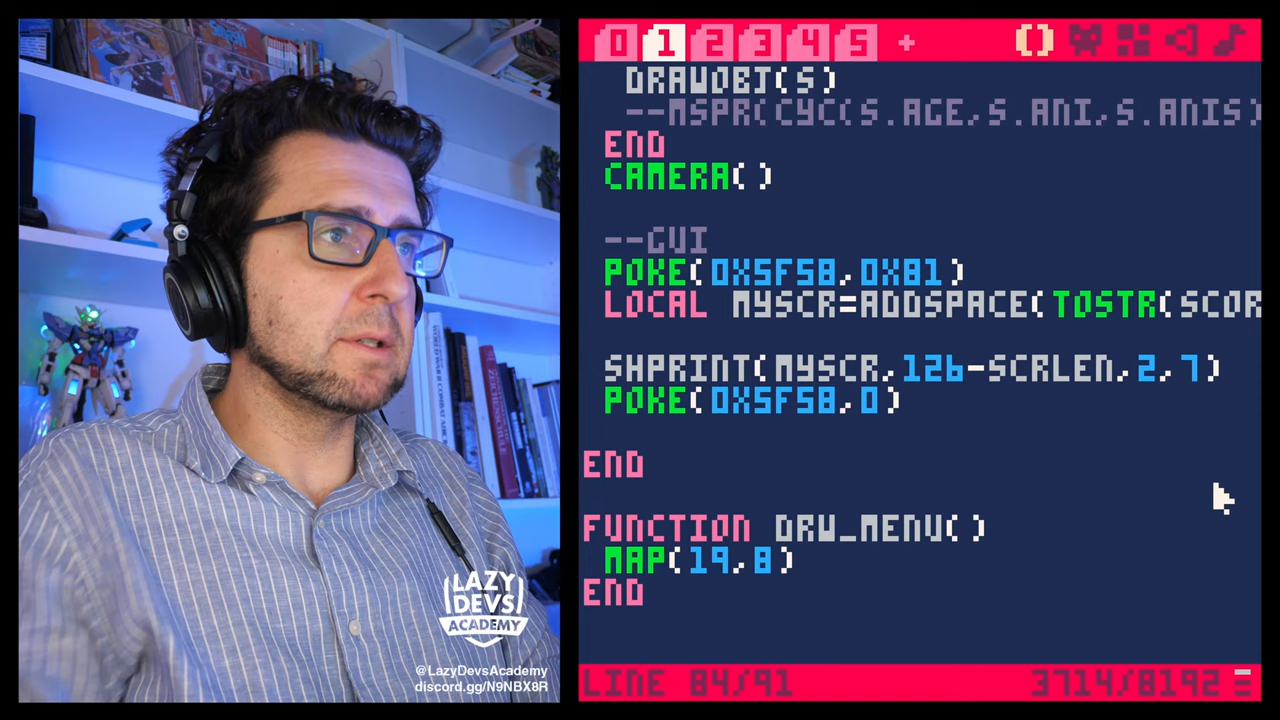 0 1 2 3 4 5 +
DRAWOBJ(S)
--MSPR(CYC(S.AGE,S.ANI,S.ANIS)
END
CAMERA()
--GUI
POKE(0X5F58,0X81)
LOCAL MYSCR=ADDSPACE(TOSTR(SCOR
SHPRINT(MYSCR,126-SCRLEN,2,7)
POKE(0X5F58,0)
END
FUNCTION DRW_MENU()
MAP(19,8)
END
LINE 84/91
3714/8192
LAZY
DEVS
ACADEMY
@LazyDevsAcademy
discord.gg/N9NBX8R